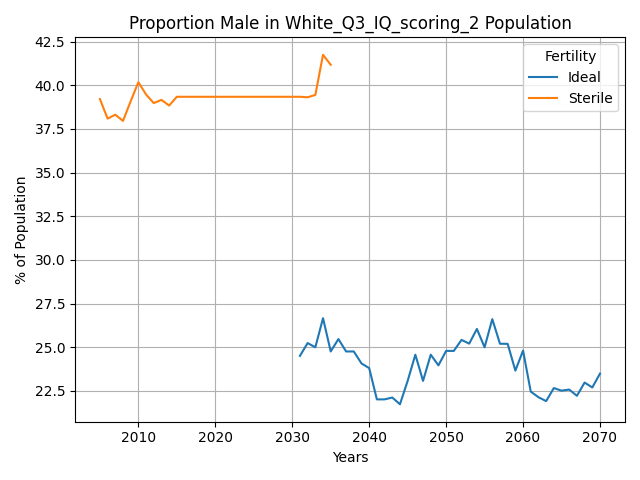 Proportion Male in White_Q3_IQ_scoring_2 Population
42.5
40.0
37.5
35.0
32.5
30.0
27.5
25.0
22.5
% of Population
Fertility
Ideal
Sterile
2010 2020 2030 2040 2050 2060 2070
Years